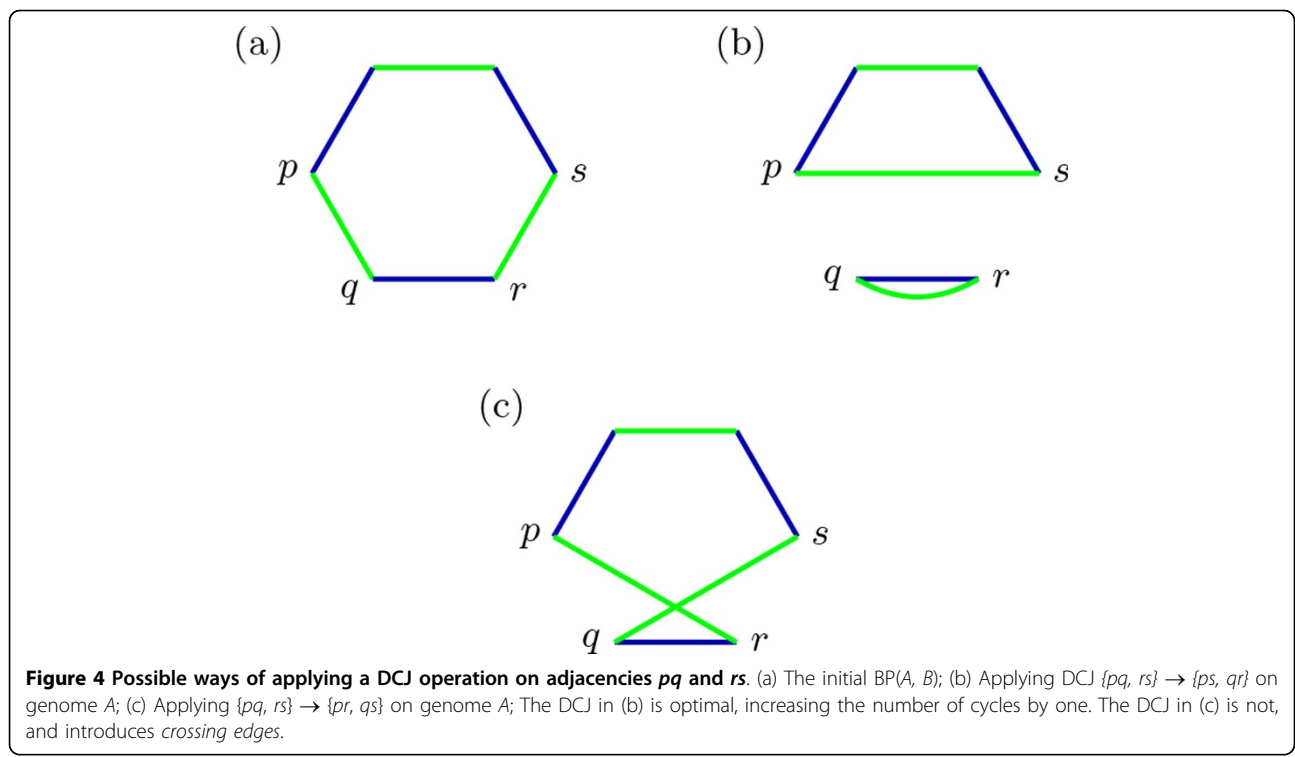 (a)
(b)
p
s
q
r
p
s
q
r
(c)
p
s
q
r
Figure 4 Possible ways of applying a DCJ operation on adjacencies pq and rs. (a) The initial BP(A, B); (b) Applying DCJ {pq, rs} → {ps, qr} on
genome A; (c) Applying {pq, rs} → {pr, qs} on genome A; The DCJ in (b) is optimal, increasing the number of cycles by one. The DCJ in (c) is not,
and introduces crossing edges.